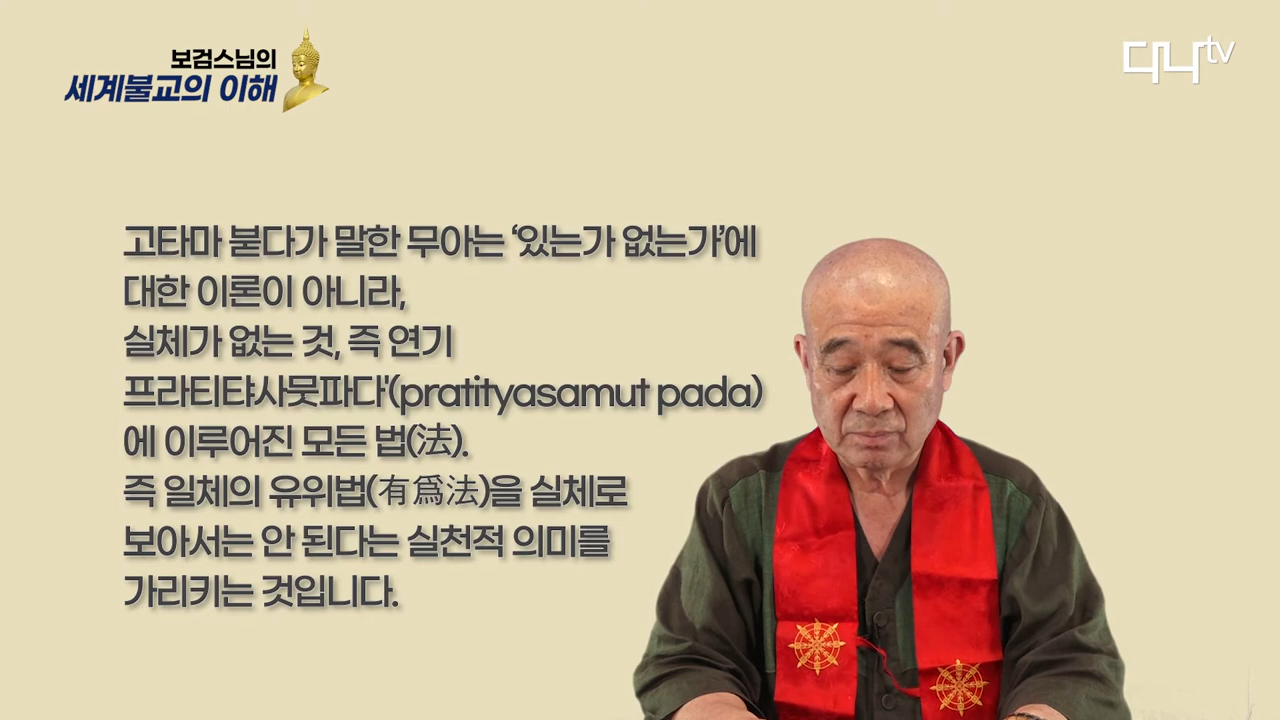 보검스님의
세계불교의 이해
다나tv
고타마 붇다가 말한 무아는 ‘있는가 없는가’에
대한 이론이 아니라,
실체가 없는 것, 즉 연기
프라티탸사뭇파다'(pratityasamut pada)
에 이루어진 모든 법(法).
즉 일체의 유위법(有爲法)을 실체로
보아서는 안 된다는 실천적 의미를
가리키는 것입니다.